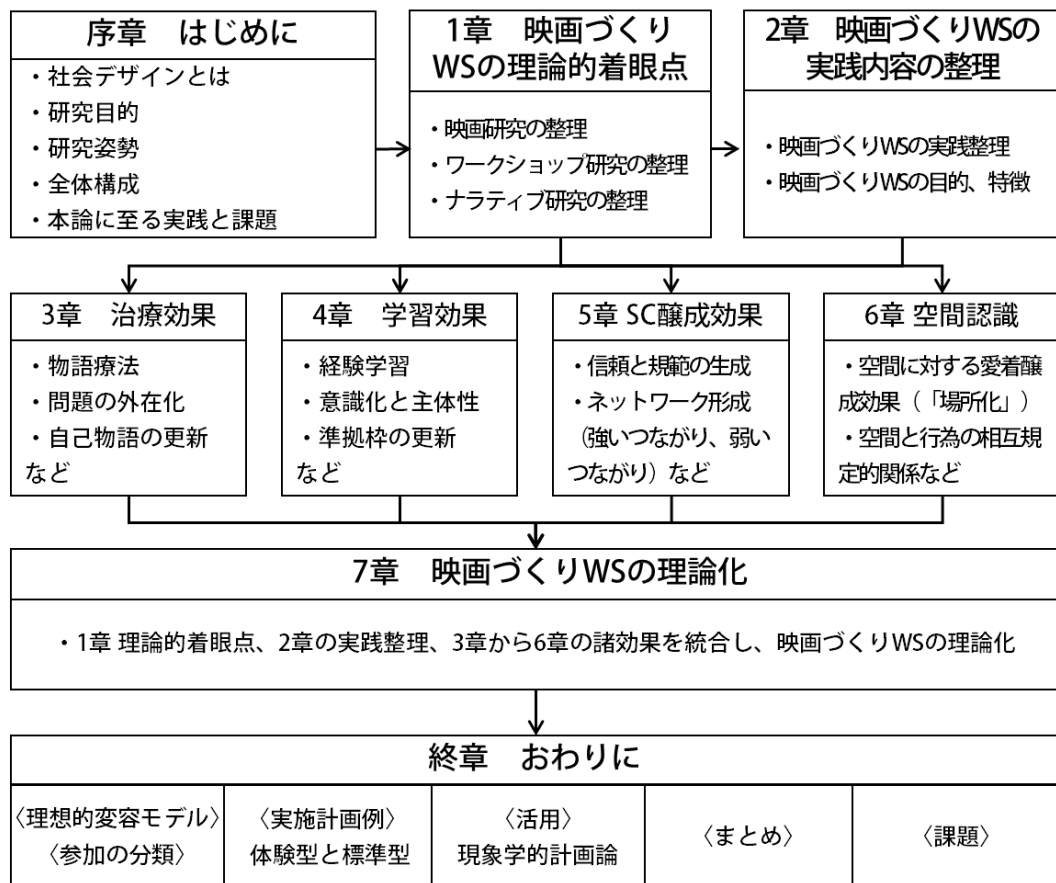 序章　はじめに
・社会デザインとは
・研究目的
・研究姿勢
・全体構成
・本論に至る実践と課題
1章　映画づくり
WSの理論的着眼点
・映画研究の整理
・ワークショップ研究の整理
・ナラティブ研究の整理
2章　映画づくりWSの
実践内容の整理
・映画づくりWSの実践整理
・映画づくりWSの目的、特徴
3章　治療効果
・物語療法
・問題の外在化
・自己物語の更新
など
4章　学習効果
・経験学習
・意識化と主体性
・準拠枠の更新
など
5章 SC醸成効果
・信頼と規範の生成
・ネットワーク形成
（強いつながり、弱い
つながり）など
6章 空間認識
・空間に対する愛着醸
成効果（「場所化」）
・空間と行為の相互規
定的関係など
7章　映画づくりWSの理論化
・1章 理論的着眼点、2章の実践整理、3章から6章の諸効果を統合し、映画づくりWSの理論化
終章　おわりに
〈理想的変容モデル〉
〈参加の分類〉
〈実施計画例〉
体験型と標準型
〈活用〉
現象学的計画論
〈まとめ〉
〈課題〉